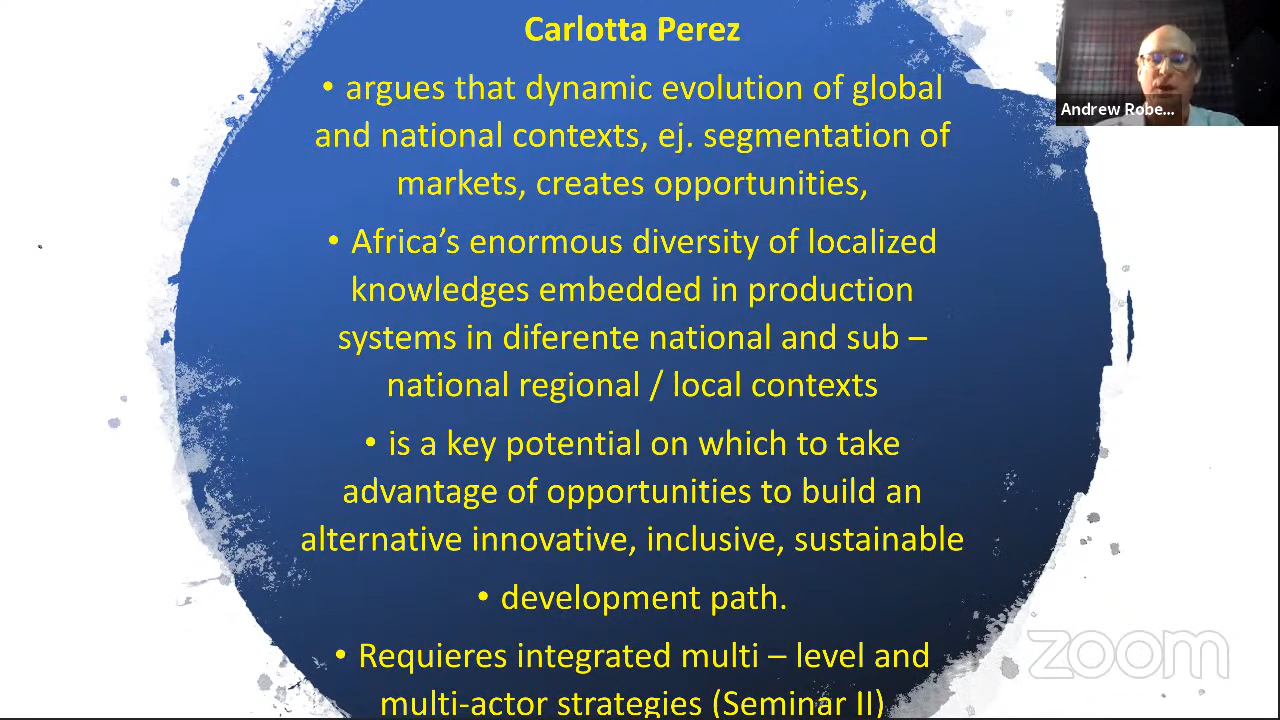 Carlotta Perez
• argues that dynamic evolution of global
and national contexts, ej. segmentation of
markets, creates opportunities,
• Africa’s enormous diversity of localized
knowledges embedded in production
systems in diferente national and sub –
national regional / local contexts
• is a key potential on which to take
advantage of opportunities to build an
alternative innovative, inclusive, sustainable
• development path.
• Requieres integrated multi – level and
multi-actor strategies (Seminar II)
Andrew Robe...
zoom